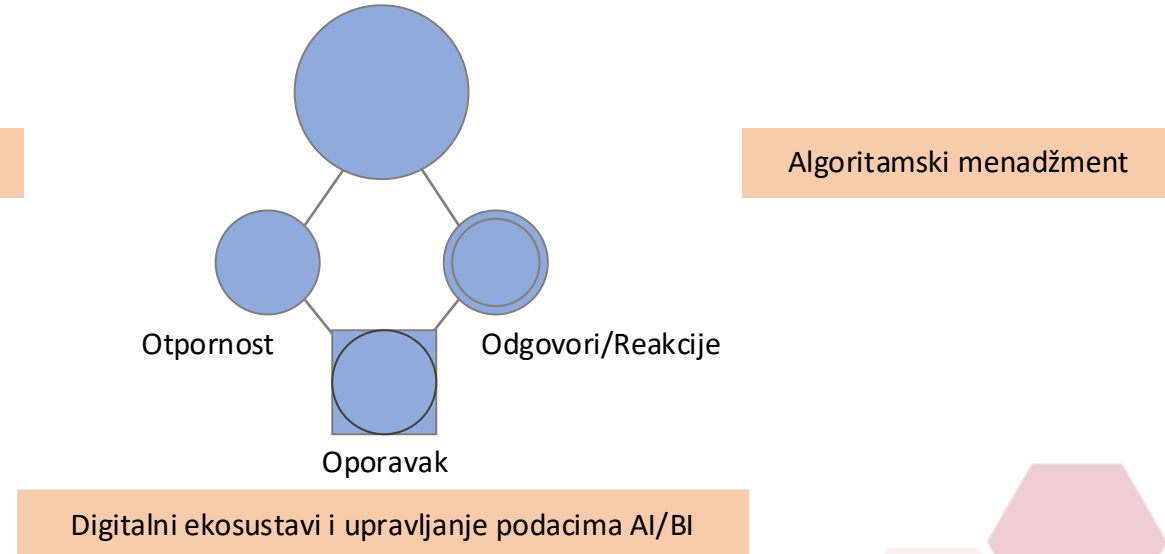 Algoritamski menadžment
Otpornost
Odgovori/Reakcije
Oporavak
Digitalni ekosustavi i upravljanje podacima AI/BI